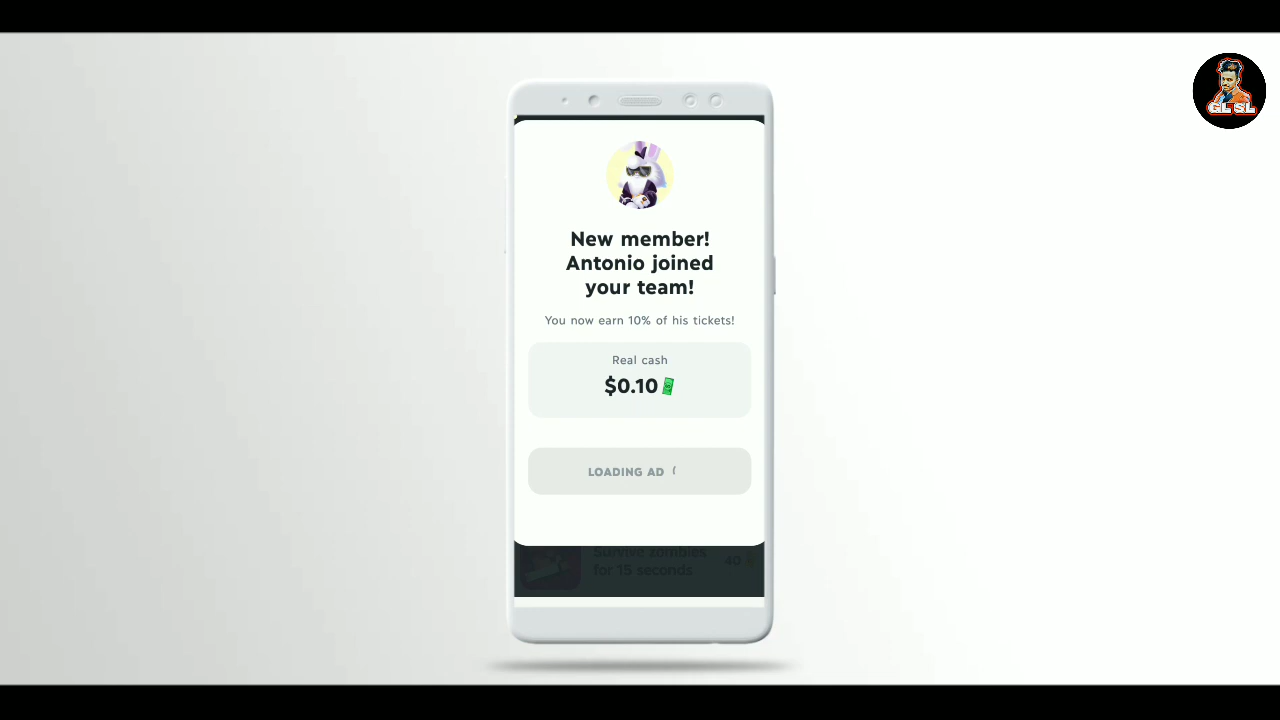 GL SL
New member!
Antonio joined
your team!
You now earn 10% of his tickets!
Real cash
$0.10
LOADING AD
Survive zombies
for 15 seconds
40